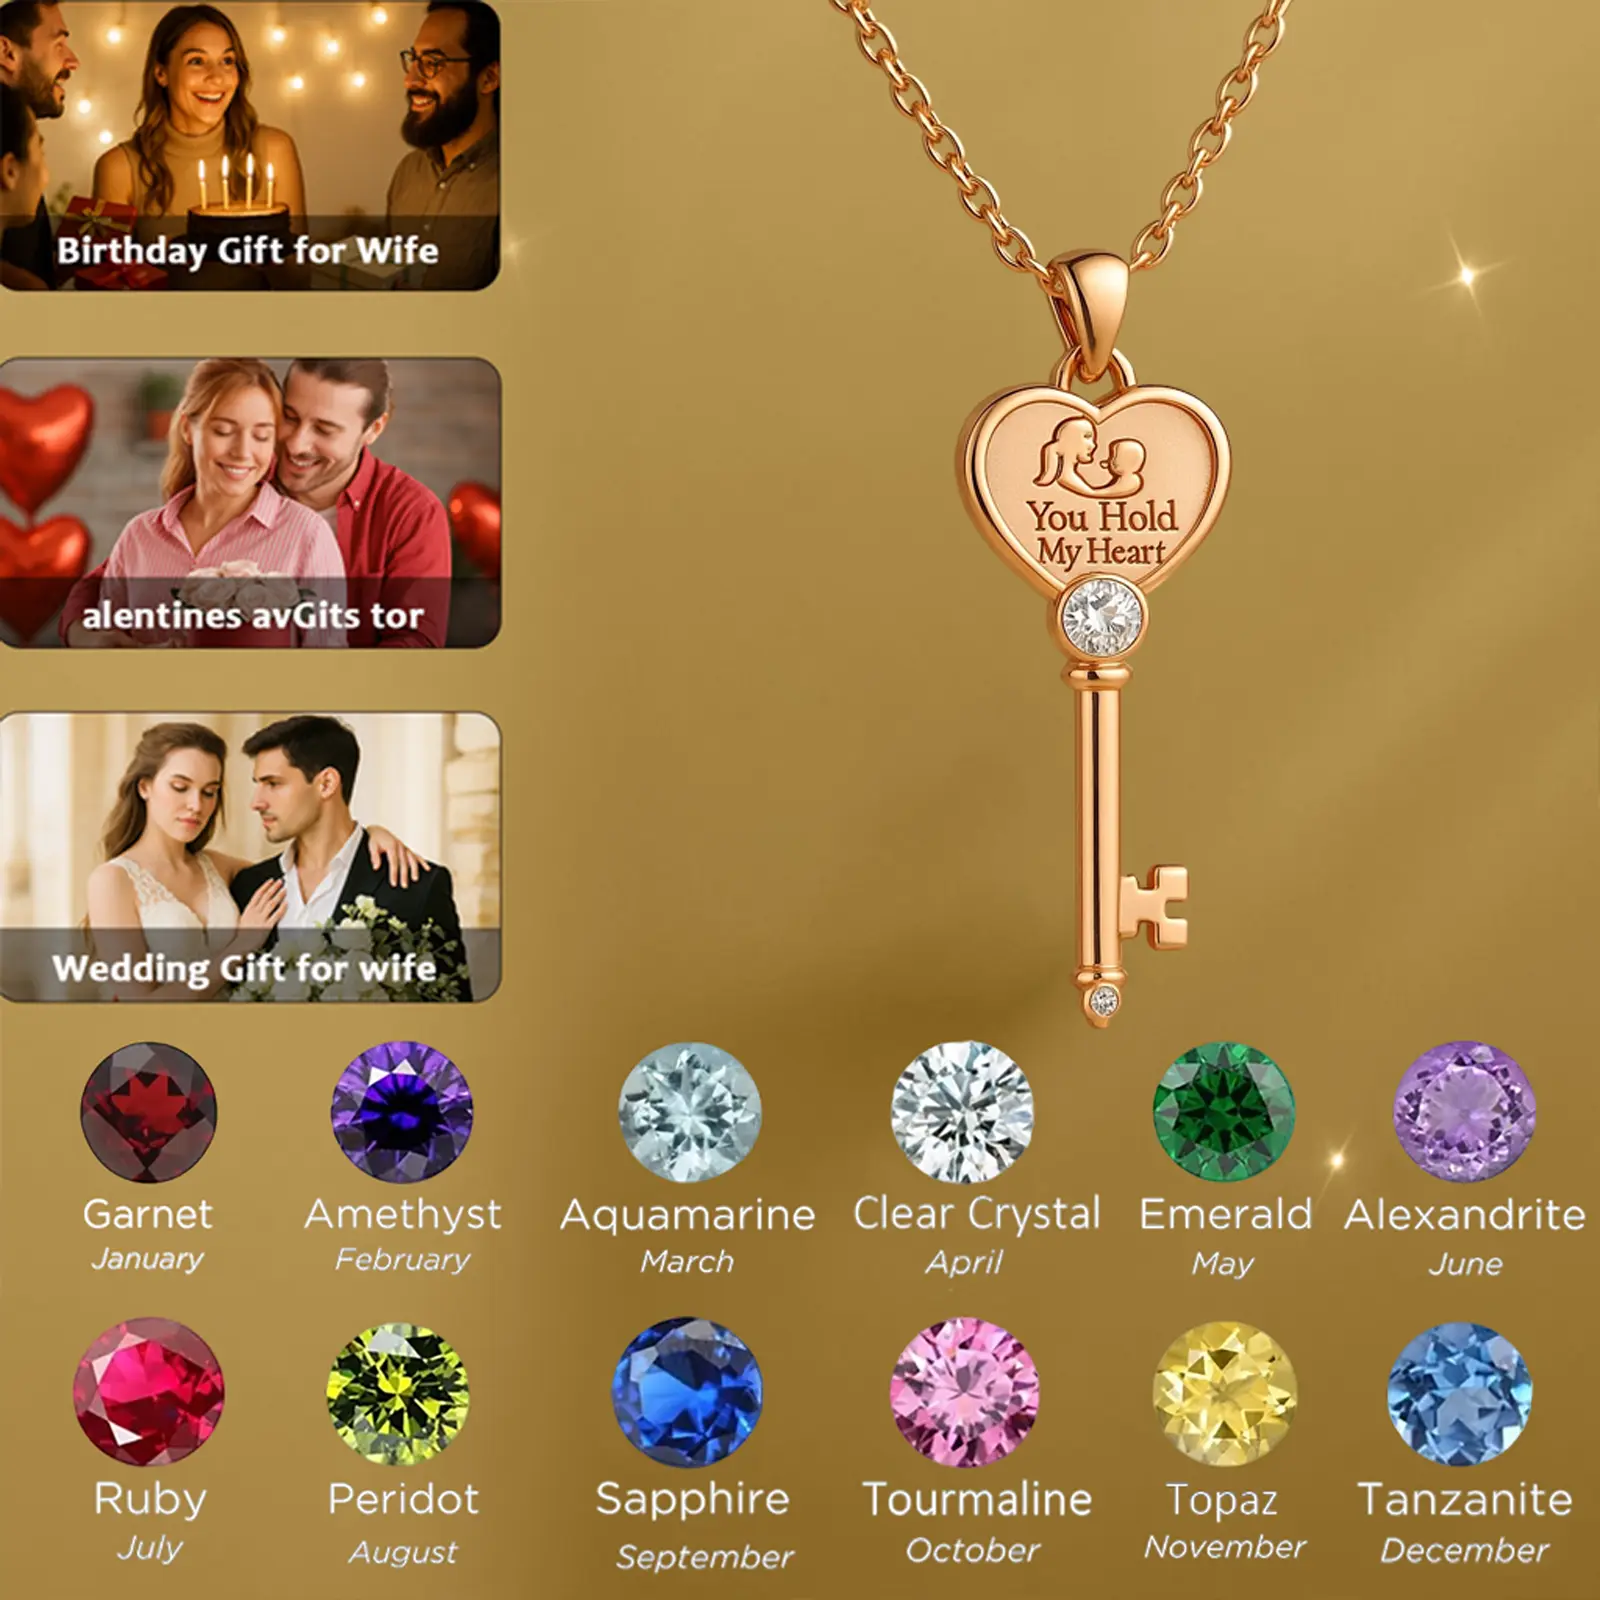 Birthday Gift for Wife
alentines avGits tor
Wedding Gift for wife
You Hold
My Heart
Garnet
January
Amethyst
February
Aquamarine
March
Clear Crystal
April
Emerald
May
Alexandrite
June
Ruby
July
Peridot
August
Sapphire
September
Tourmaline
October
Topaz
November
Tanzanite
December